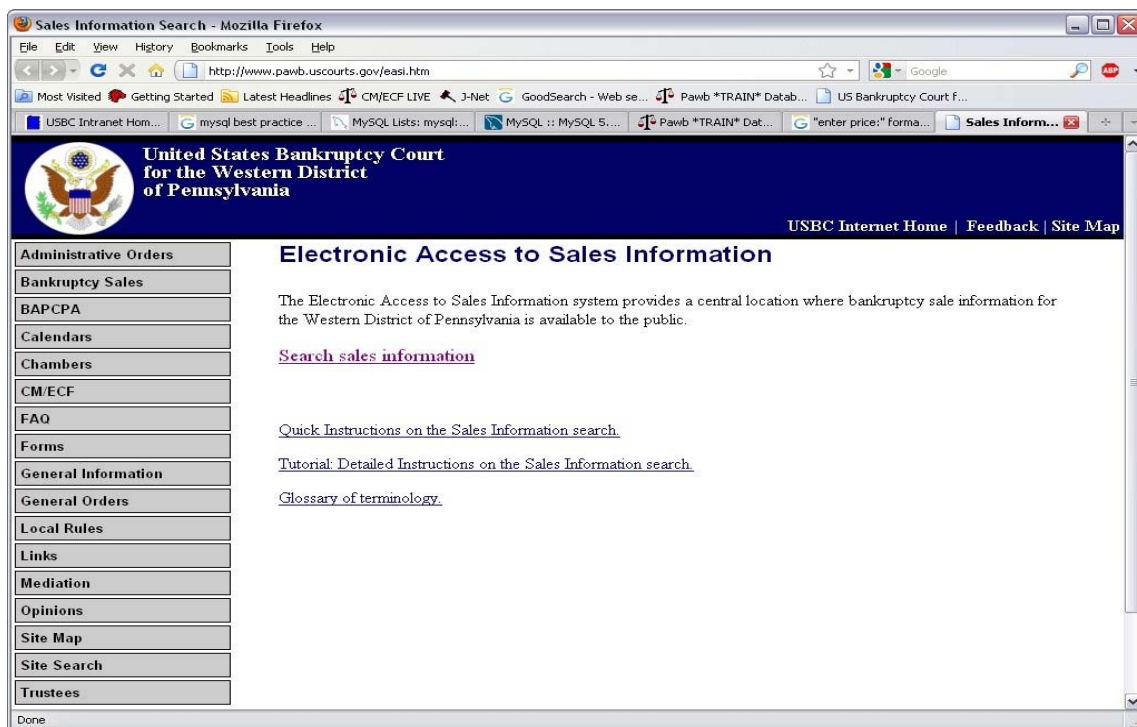 Sales Information Search - Mozilla Firefox
File Edit View History Bookmarks Tools Help
http://www.pawb.uscourts.gov/easi.htm Google ABP
Most Visited Getting Started Latest Headlines CM/ECF LIVE J-Net GoodSearch - Web se... Pawb *TRAIN* Datab... US Bankruptcy Court f...
USBC Intranet Hom... mysql best practice ... MySQL Lists: mysql:... MySQL :: MySQL 5.... Pawb *TRAIN* Dat... "enter price:" forma... Sales Inform...
United States Bankruptcy Court
for the Western District
of Pennsylvania
USBC Internet Home | Feedback | Site Map
Administrative Orders
Bankruptcy Sales
BAPCPA
Calendars
Chambers
CM/ECF
FAQ
Forms
General Information
General Orders
Local Rules
Links
Mediation
Opinions
Site Map
Site Search
Trustees
Electronic Access to Sales Information
The Electronic Access to Sales Information system provides a central location where bankruptcy sale information for
the Western District of Pennsylvania is available to the public.
Search sales information
Quick Instructions on the Sales Information search.
Tutorial: Detailed Instructions on the Sales Information search.
Glossary of terminology.
Done